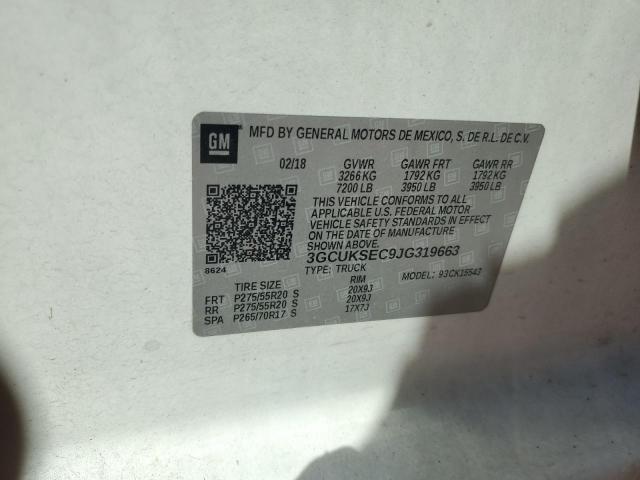 GM
MFD BY GENERAL MOTORS DE MEXICO, S. DE R.L. DE C.V.
02/18 GVWR GAWR FRT GAWR RR
3266 KG 1792 KG 1792 KG
7200 LB 3950 LB 3950 LB
THIS VEHICLE CONFORMS TO ALL
APPLICABLE U.S. FEDERAL MOTOR
VEHICLE SAFETY STANDARDS IN EFFECT
ON THE DATE OF MANUFACTURE
SHOWN ABOVE.
3GCUKSEC9JG319663
8624
TYPE: TRUCK MODEL: 93CK15543
TIRE SIZE RIM
FRT P275/55R20 S 20X9J
RR P275/55R20 S 20X9J
SPA P265/70R17 S 17X7J